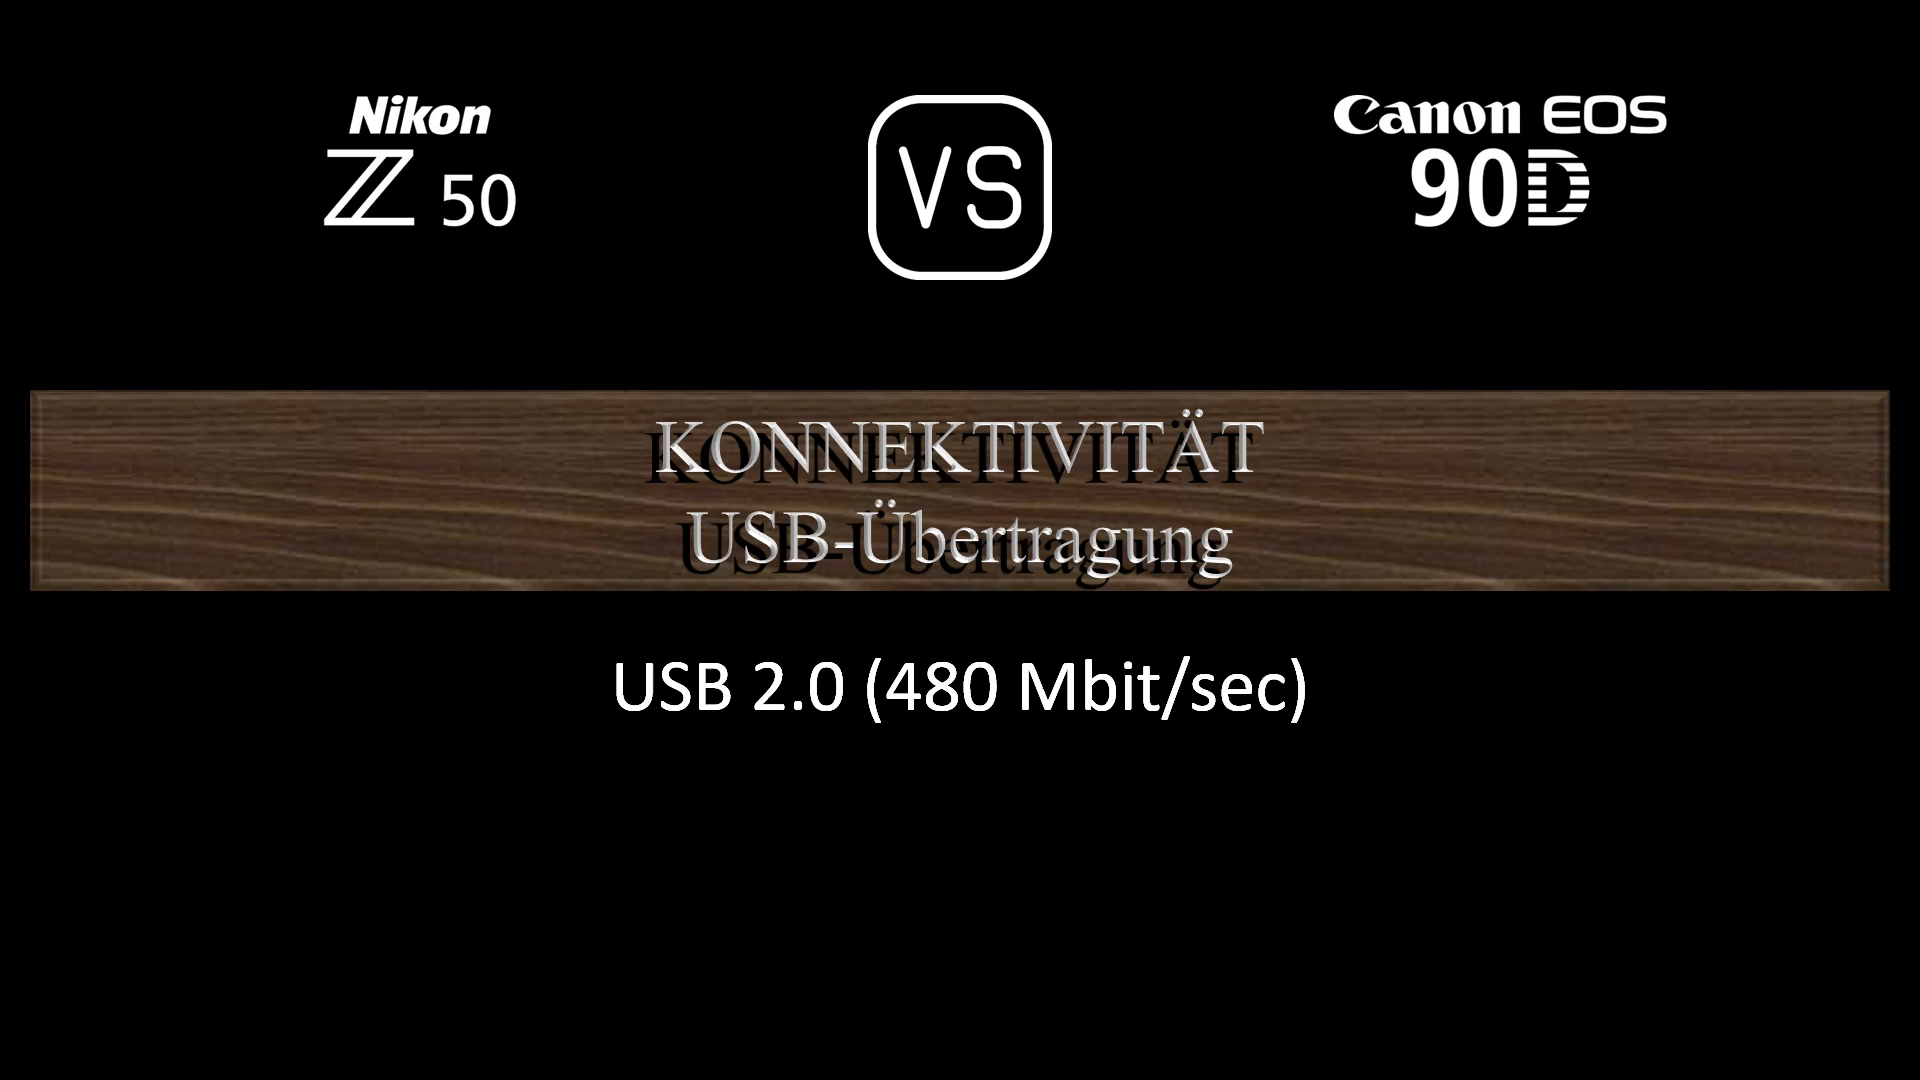 Nikon
Z 50
VS
Canon EOS
90D
KONNEKTIVITÄT
USB-Übertragung
USB 2.0 (480 Mbit/sec)